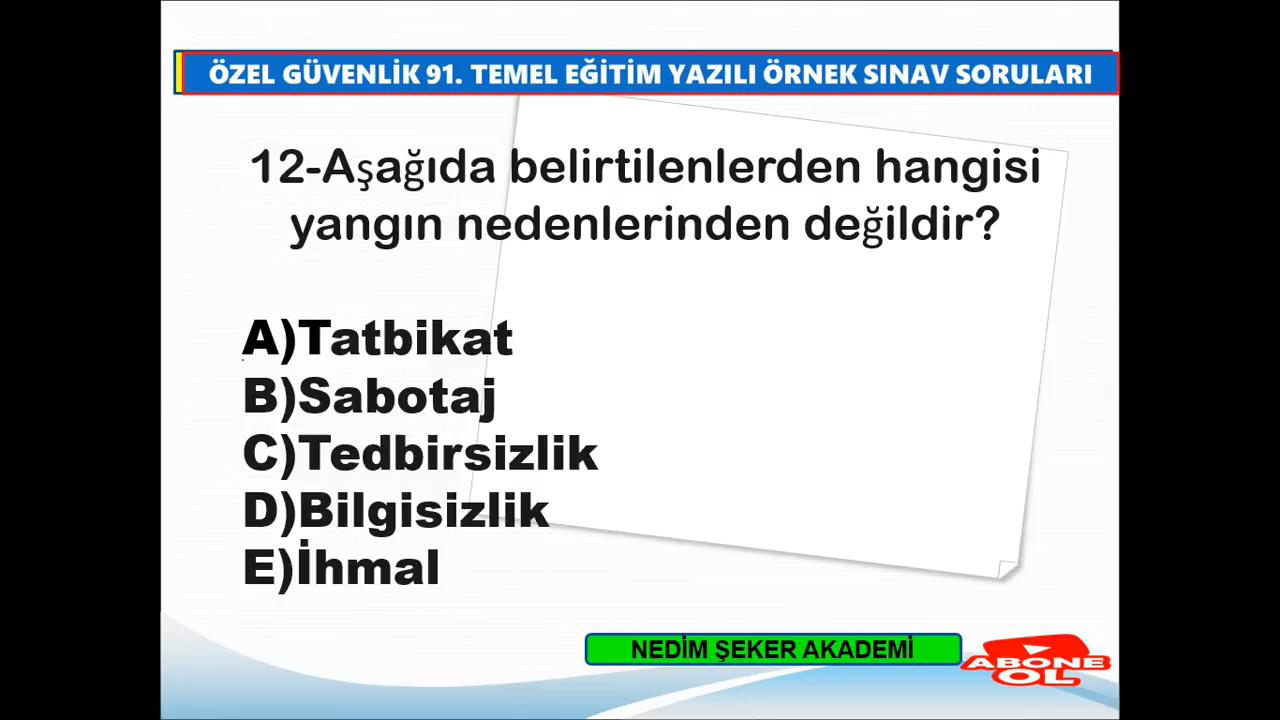 ÖZEL GÜVENLİK 91. TEMEL EĞİTİM YAZILI ÖRNEK SINAV SORULARI
12-Aşağıda belirtilenlerden hangisi
yangın nedenlerinden değildir?
A)Tatbikat
B)Sabotaj
C)Tedbirsizlik
D)Bilgisizlik
E)İhmal
NEDİM ŞEKER AKADEMİ
ABONE
OL